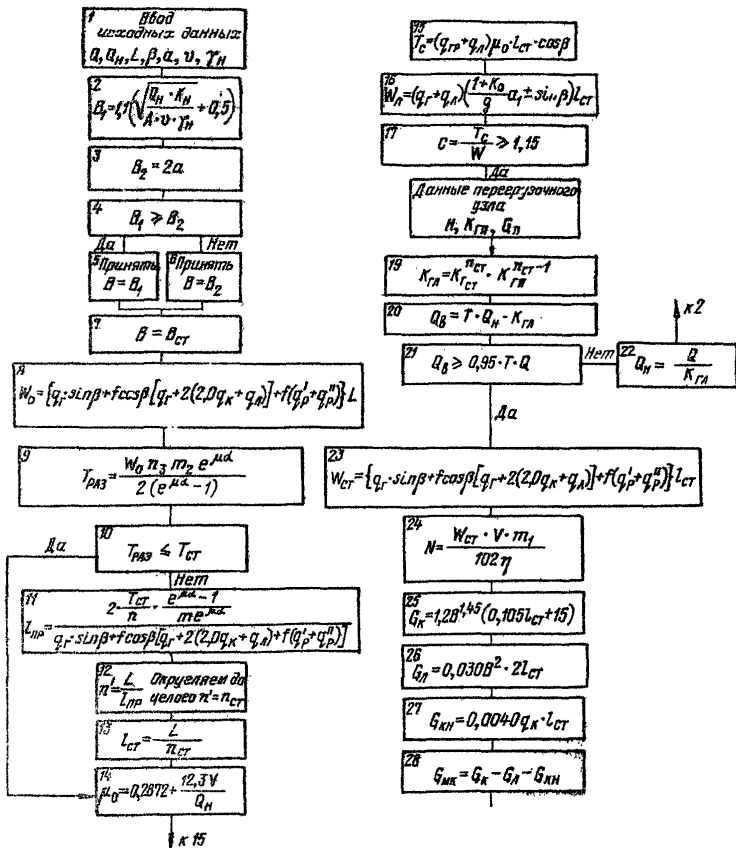 1
Ввод
исходных данных
Q, Qн, L, β, a, υ, γн
2
B₁=1,1(√(Qн·Kн / A·υ·γн)+0,5)
3
B₂ = 2a
4
B₁ ⩾ B₂
Да
Нет
5 Принять
B = B₁
6 Принять
B = B₂
7
B = Bст
8
W₀={qг·sinβ+fcosβ[qг+2(2,0qк+qл)]+f(q'р+q''р)}L
9
Tраз = W₀ n₃ m₂ e^μα / 2(e^μα −1)
10
Tраз ⩽ Tст
Да
Нет
11
lпр = 2·Tст/n · (e^μα −1)/(m e^μα) / qг·sinβ+fcosβ[qг+2(2,0qк+qл)+f(q'р+q''р)]
12
n'= L/lпр Округляем до
целого n'=nст
13
lст = L/nст
14
μ₀=0,2872+ 12,3V/Qн
к 15
15
Tс=(qгр+qл)μ₀·lст·cosβ
16
Wл=(qг+qл)((1+K₀)/g a₁ ± sin β)lст
17
C = Tс/W ⩾ 1,15
Да
Данные перегрузочного
узла
H, Kгп, Gп
19
Kгл=Kгст^nст · Kгп^(nст−1)
20
Qв = T·Qн·Kгл
21
Qв ⩾ 0,95·T·Q
Нет
22
Qн = Q/Kгл
к 2
Да
23
Wст={qг·sinβ+fcosβ[qг+2(2,0qк+qл)]+f(q'р+q''р)}lст
24
N = Wст·V·m₁ / 102η
25
Gк=1,2B^1,45(0,105lст+15)
26
Gл=0,030B²·2lст
27
Gкн=0,0040qк·lст
28
Gмк = Gк − Gл − Gкн